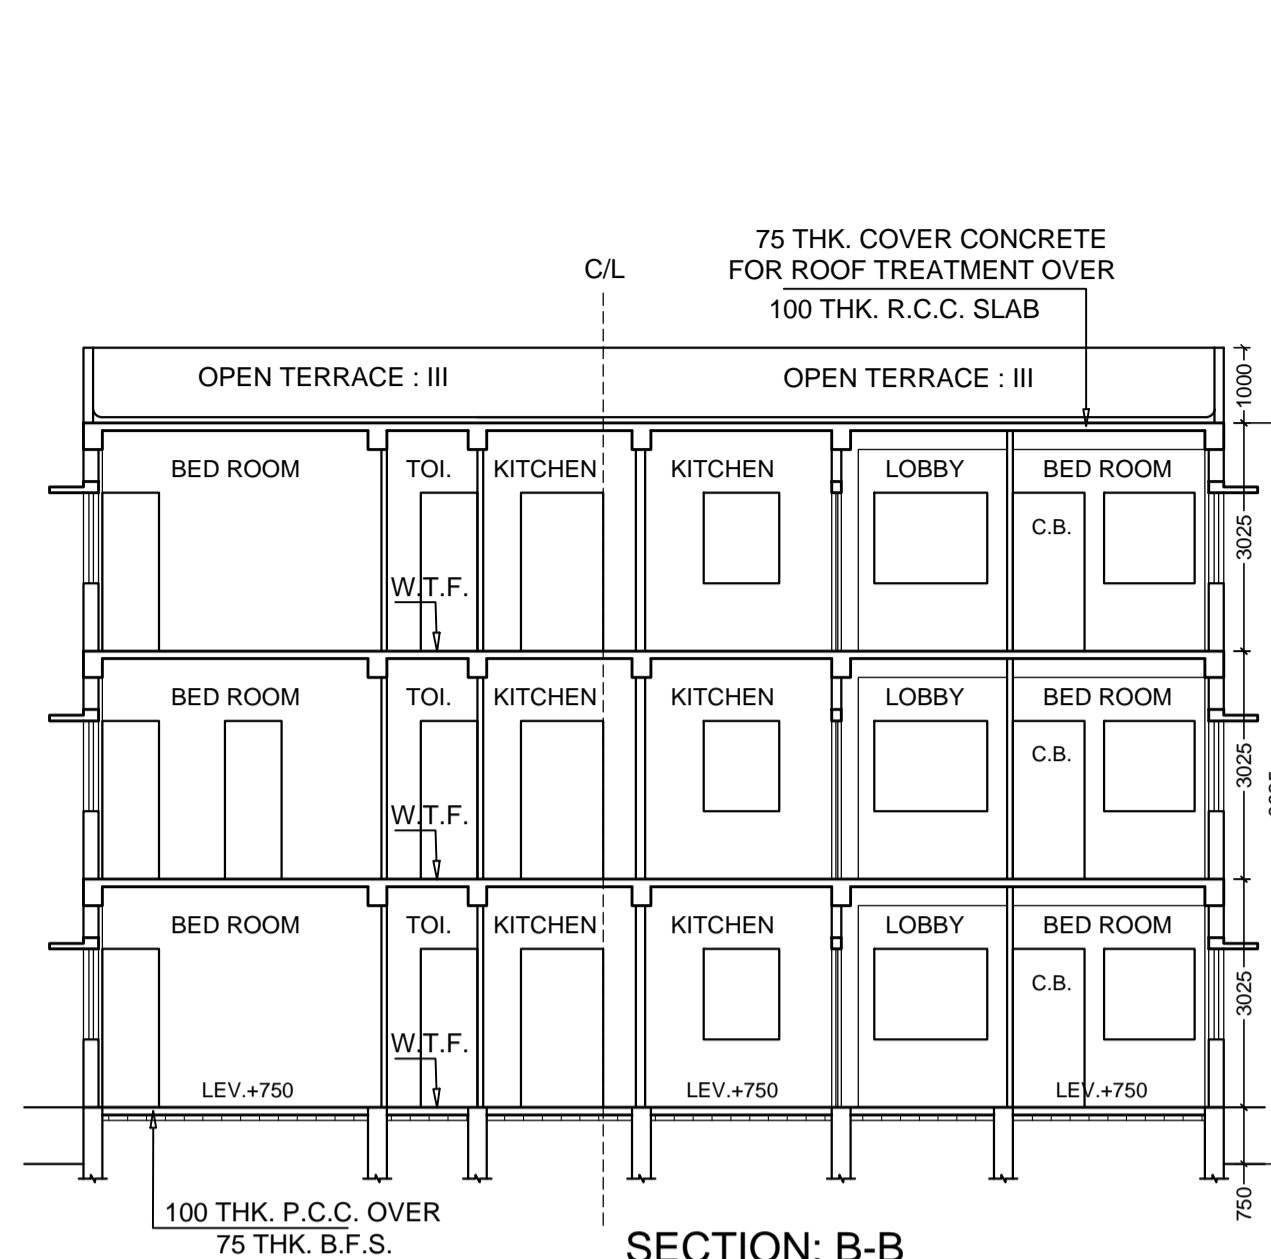 75 THK. COVER CONCRETE
FOR ROOF TREATMENT OVER
100 THK. R.C.C. SLAB
C/L
OPEN TERRACE : III
OPEN TERRACE : III
1000
BED ROOM
TOI.
KITCHEN
KITCHEN
LOBBY
BED ROOM
C.B.
W.T.F.
3025
BED ROOM
TOI.
KITCHEN
KITCHEN
LOBBY
BED ROOM
C.B.
W.T.F.
3025
BED ROOM
TOI.
KITCHEN
KITCHEN
LOBBY
BED ROOM
C.B.
W.T.F.
3025
LEV.+750
LEV.+750
LEV.+750
750
100 THK. P.C.C. OVER
75 THK. B.F.S.
SECTION: B-B